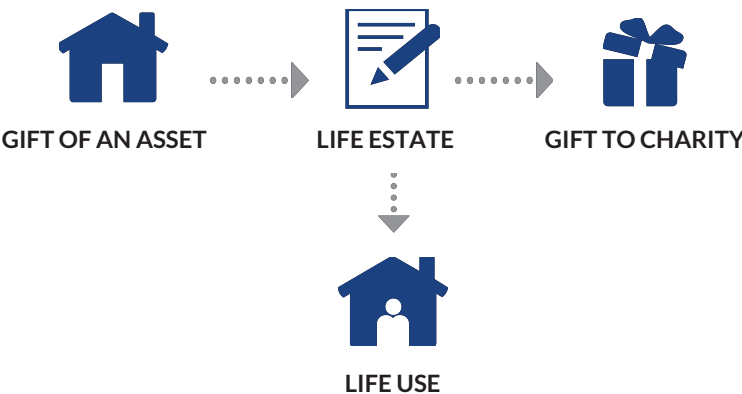 GIFT OF AN ASSET
LIFE ESTATE
GIFT TO CHARITY
LIFE USE